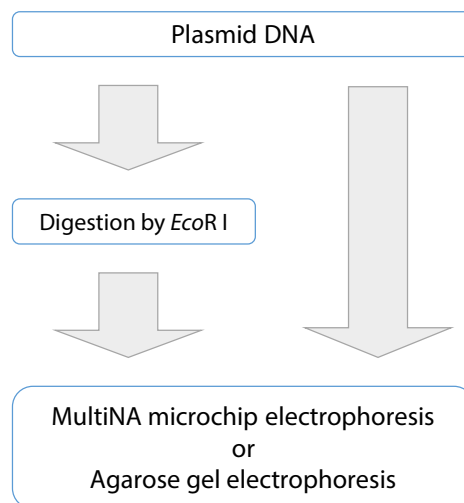 Plasmid DNA
Digestion by EcoR I
MultiNA microchip electrophoresis
or
Agarose gel electrophoresis